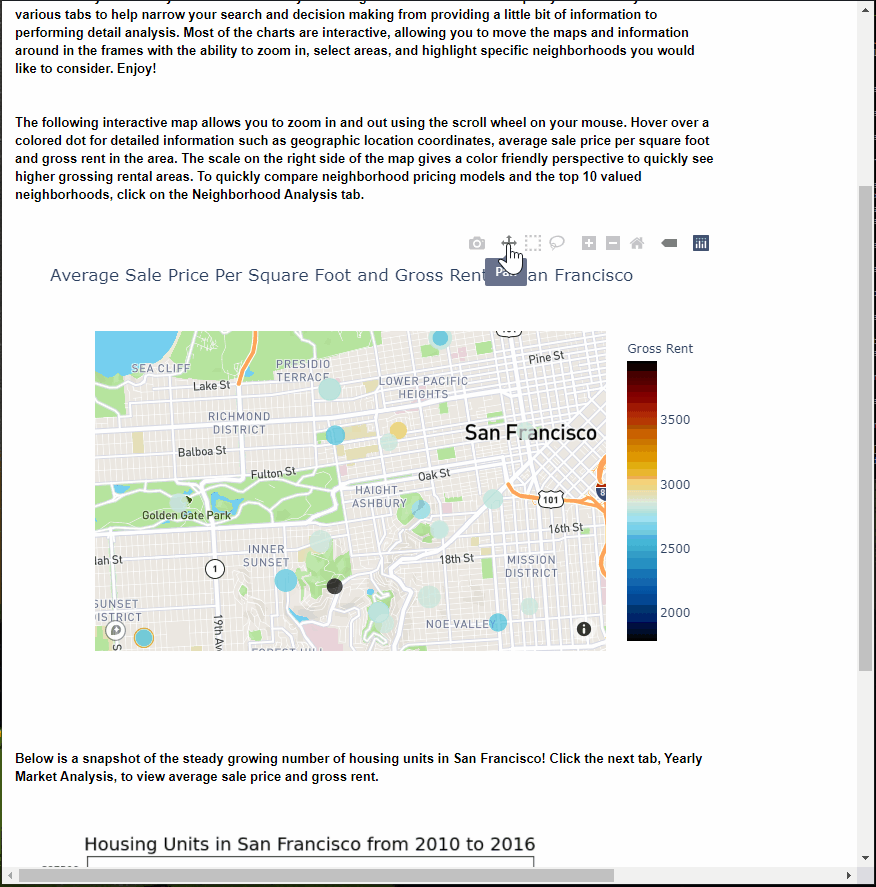 various tabs to help narrow your search and decision making from providing a little bit of information to
performing detail analysis. Most of the charts are interactive, allowing you to move the maps and information
around in the frames with the ability to zoom in, select areas, and highlight specific neighborhoods you would
like to consider. Enjoy!
The following interactive map allows you to zoom in and out using the scroll wheel on your mouse. Hover over a
colored dot for detailed information such as geographic location coordinates, average sale price per square foot
and gross rent in the area. The scale on the right side of the map gives a color friendly perspective to quickly see
higher grossing rental areas. To quickly compare neighborhood pricing models and the top 10 valued
neighborhoods, click on the Neighborhood Analysis tab.
Average Sale Price Per Square Foot and Gross Rent an Francisco
Gross Rent
3500
3000
2500
2000
Pine St
SEA CLIFF
PRESIDIO
TERRACE
Lake St
LOWER PACIFIC
HEIGHTS
RICHMOND
DISTRICT
San Francisco
Balboa St
Fulton St
Oak St
HAIGHT-
ASHBURY
101
Golden Gate Park
16th St
INNER
SUNSET
18th St
MISSION
DISTRICT
1
19th Av
NOE VALLEY
Below is a snapshot of the steady growing number of housing units in San Francisco! Click the next tab, Yearly
Market Analysis, to view average sale price and gross rent.
Housing Units in San Francisco from 2010 to 2016